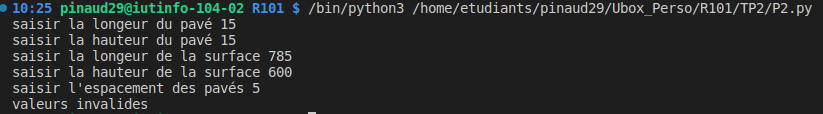 10:25 pinaud29@iutinfo-104-02 R101 $ /bin/python3 /home/etudiants/pinaud29/Ubox_Perso/R101/TP2/P2.py
saisir la longeur du pavé 15
saisir la hauteur du pavé 15
saisir la longeur de la surface 785
saisir la hauteur de la surface 600
saisir l'espacement des pavés 5
valeurs invalides